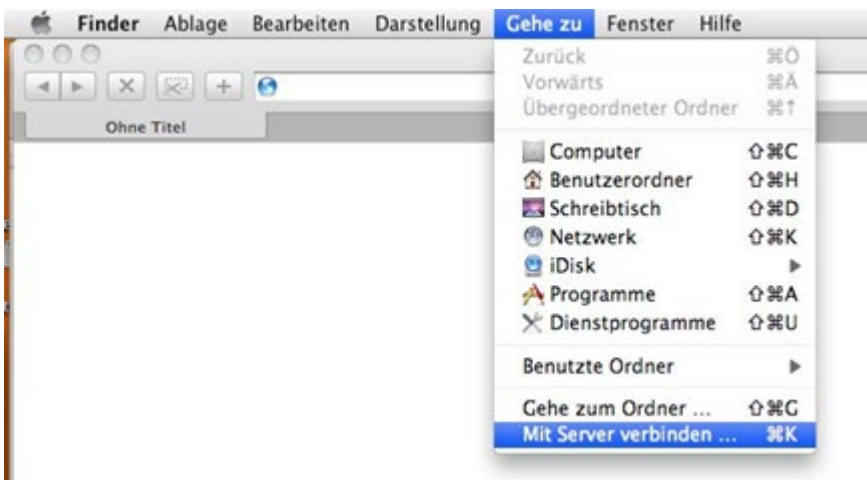 Finder Ablage Bearbeiten Darstellung Gehe zu Fenster Hilfe
Ohne Titel
Zurück ⌘Ö
Vorwärts ⌘Ä
Übergeordneter Ordner ⌘↑
Computer ⇧⌘C
Benutzerordner ⇧⌘H
Schreibtisch ⇧⌘D
Netzwerk ⇧⌘K
iDisk
Programme ⇧⌘A
Dienstprogramme ⇧⌘U
Benutzte Ordner
Gehe zum Ordner ... ⇧⌘G
Mit Server verbinden ... ⌘K